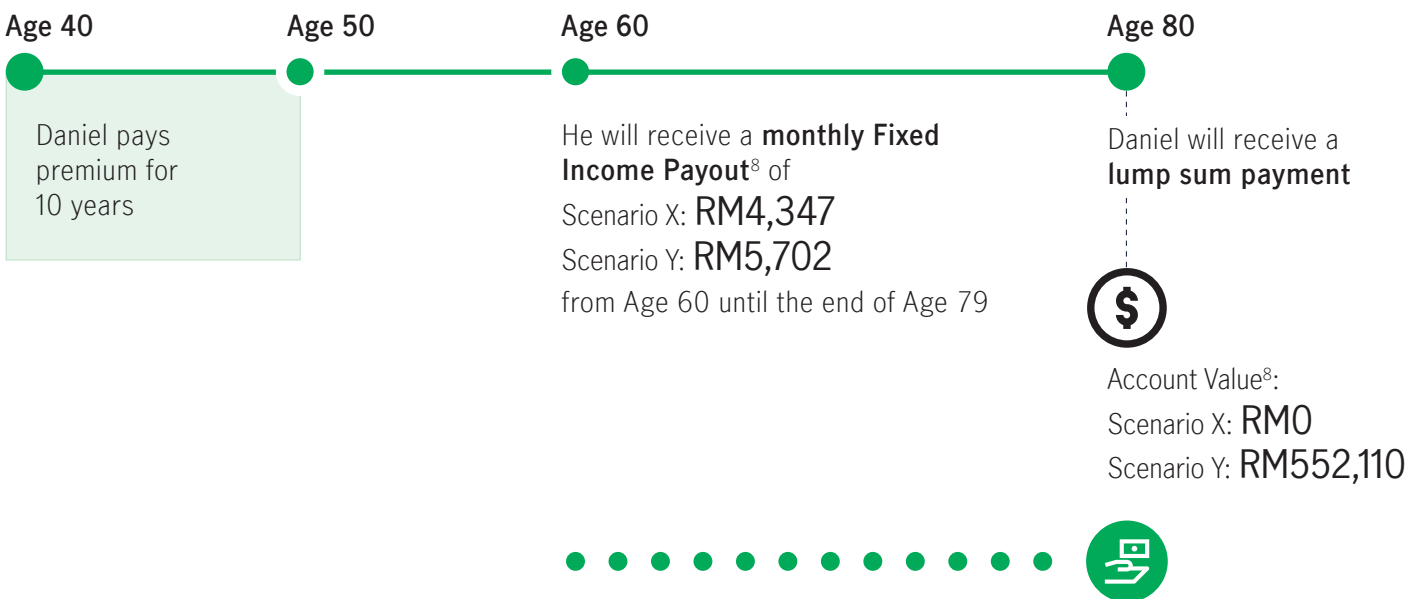 Age 40
Age 50
Age 60
Age 80
Daniel pays
premium for
10 years
He will receive a monthly Fixed
Income Payout⁸ of
Scenario X: RM4,347
Scenario Y: RM5,702
from Age 60 until the end of Age 79
Daniel will receive a
lump sum payment
$
Account Value⁸:
Scenario X: RM0
Scenario Y: RM552,110